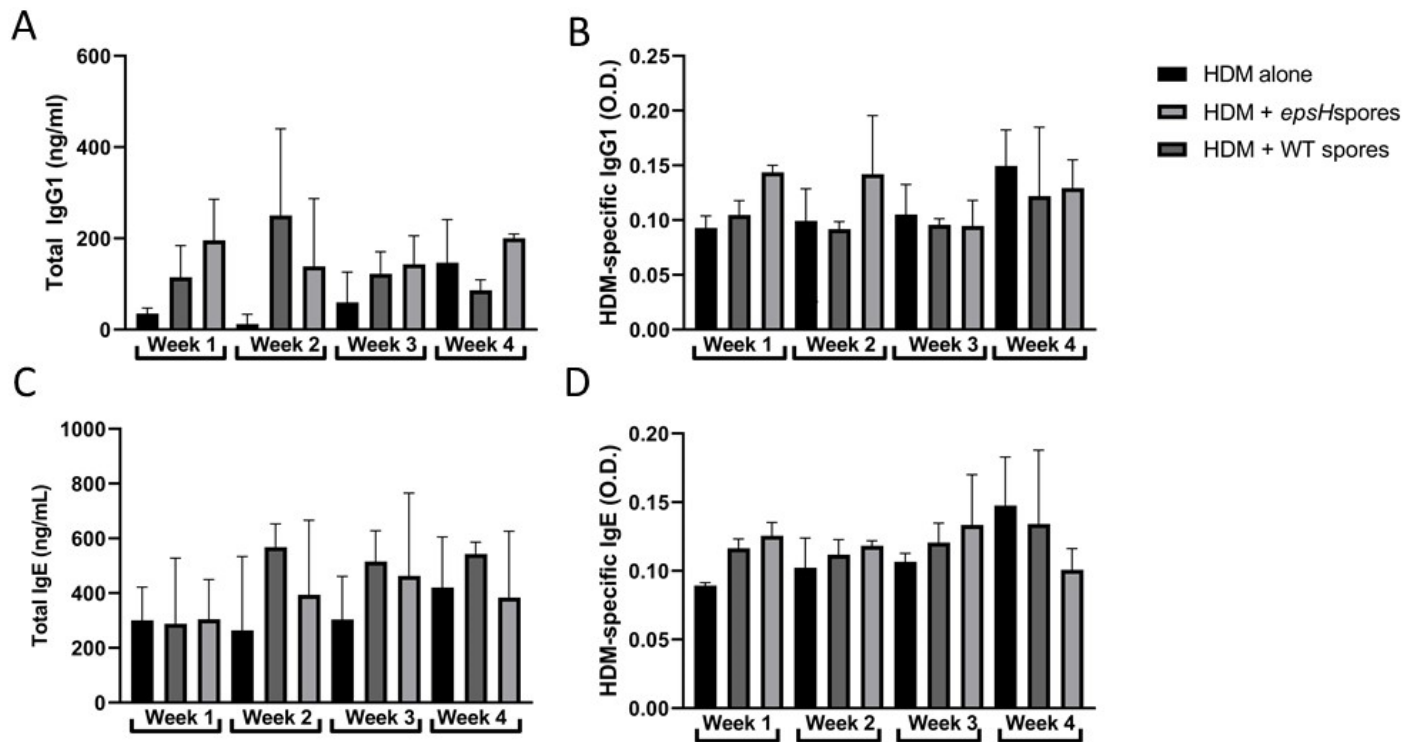 A
Total IgG1 (ng/ml)
600
400
200
0
Week 1 Week 2 Week 3 Week 4
B
HDM-specific IgG1 (O.D.)
0.25
0.20
0.15
0.10
0.05
0.00
Week 1 Week 2 Week 3 Week 4
HDM alone
HDM + epsHspores
HDM + WT spores
C
Total IgE (ng/mL)
1000
800
600
400
200
0
Week 1 Week 2 Week 3 Week 4
D
HDM-specific IgE (O.D.)
0.20
0.15
0.10
0.05
0.00
Week 1 Week 2 Week 3 Week 4